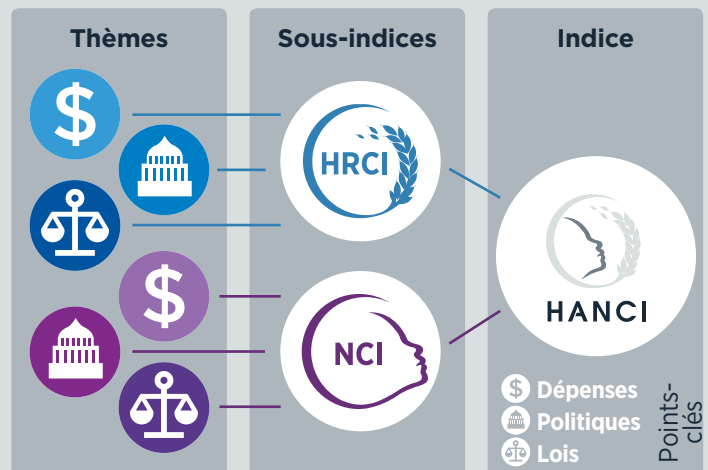 Thèmes
Sous-indices
Indice
$
HRCI
$
NCI
HANCI
$ Dépenses
Politiques
Lois
Points-
clés